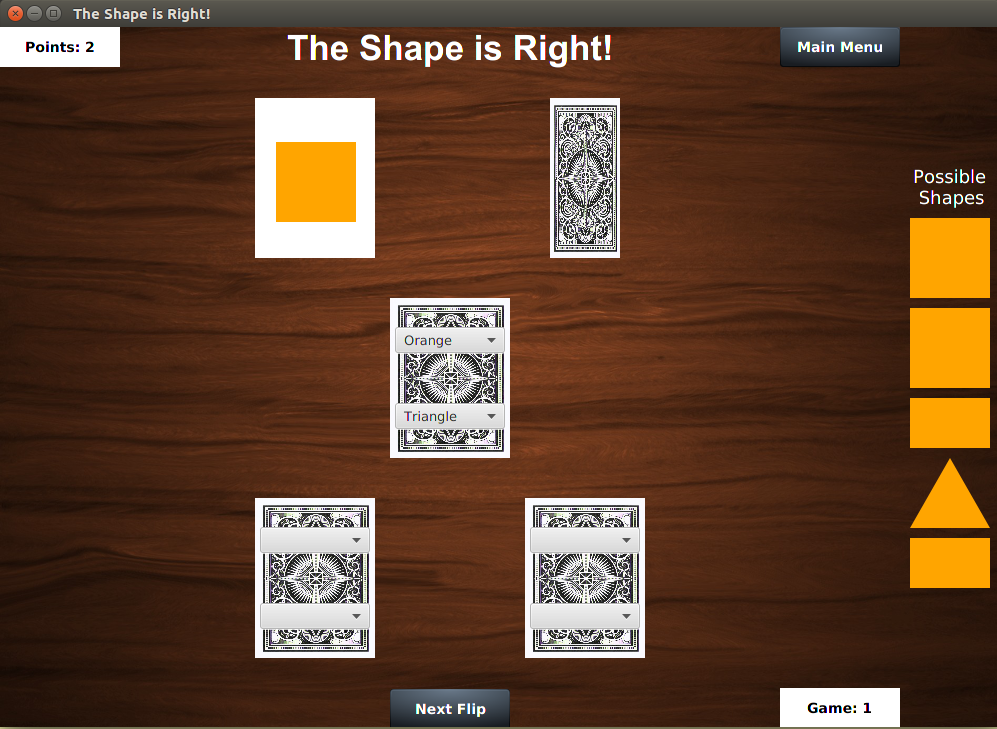 The Shape is Right!
Points: 2
The Shape is Right!
Main Menu
Possible
Shapes
Orange
Triangle
Next Flip
Game: 1